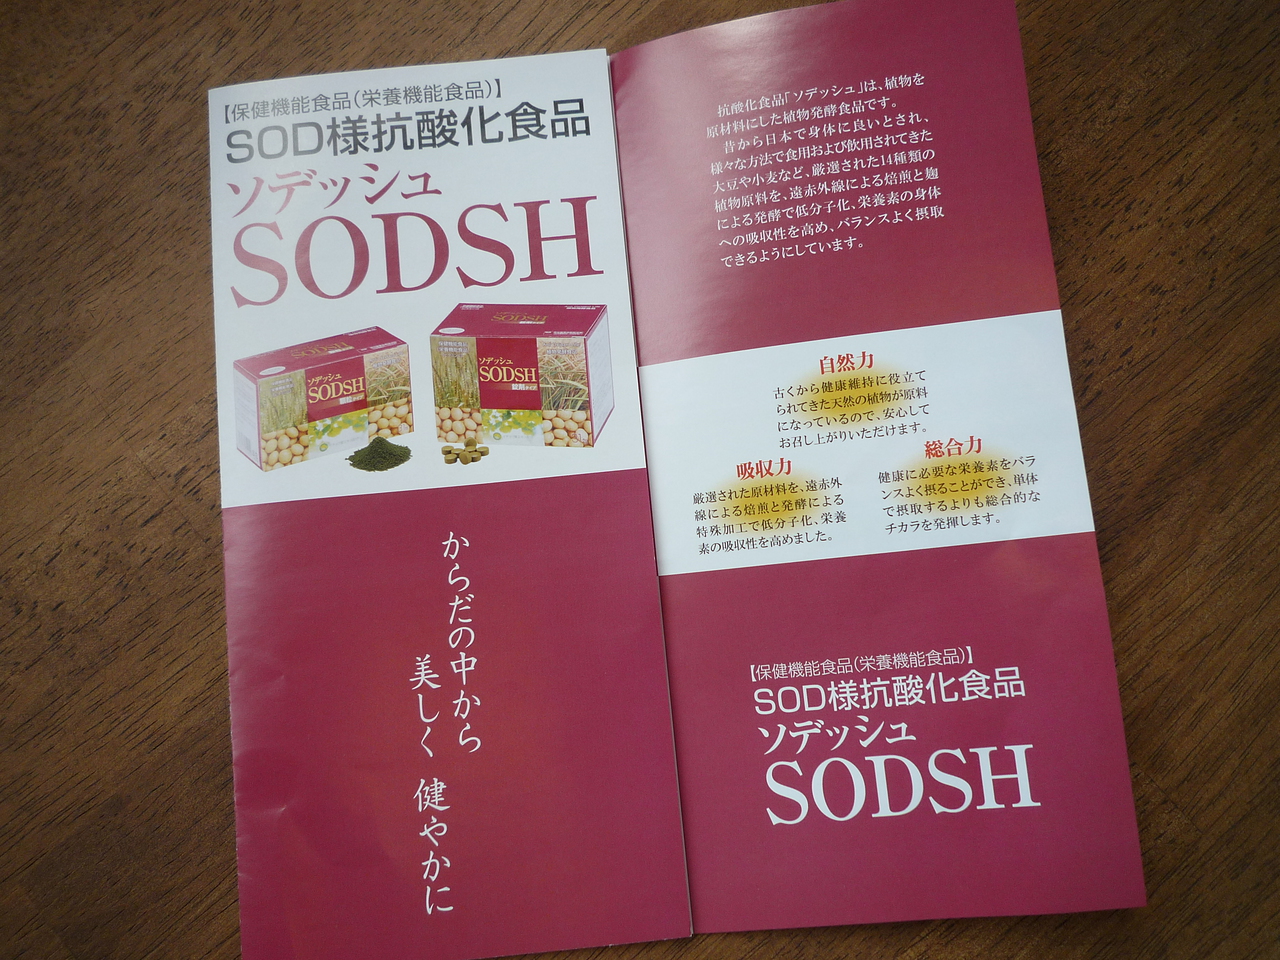 【保健機能食品(栄養機能食品)】
SOD様抗酸化食品
ソデッシュ
SODSH
SODSH
ソデッシュ
SODSH
SODSH
保健機能食品
栄養機能食品
ソデッシュ
SODSH
錠剤タイプ
からだの中から
美しく 健やかに
抗酸化食品「ソデッシュ」は、植物を
原材料にした植物発酵食品です。
昔から日本で身体に良いとされ、
様々な方法で食用および飲用されてきた
大豆や小麦など、厳選された14種類の
植物原料を、遠赤外線による焙煎と麹
による発酵で低分子化、栄養素の身体
への吸収性を高め、バランスよく摂取
できるようにしています。
自然力
古くから健康維持に役立て
られてきた天然の植物が原料
になっているので、安心して
お召し上がりいただけます。
吸収力
厳選された原材料を、遠赤外
線による焙煎と発酵による
特殊加工で低分子化、栄養
素の吸収性を高めました。
総合力
健康に必要な栄養素をバラ
ンスよく摂ることができ、単体
で摂取するよりも総合的な
チカラを発揮します。
【保健機能食品(栄養機能食品)】
SOD様抗酸化食品
ソデッシュ
SODSH